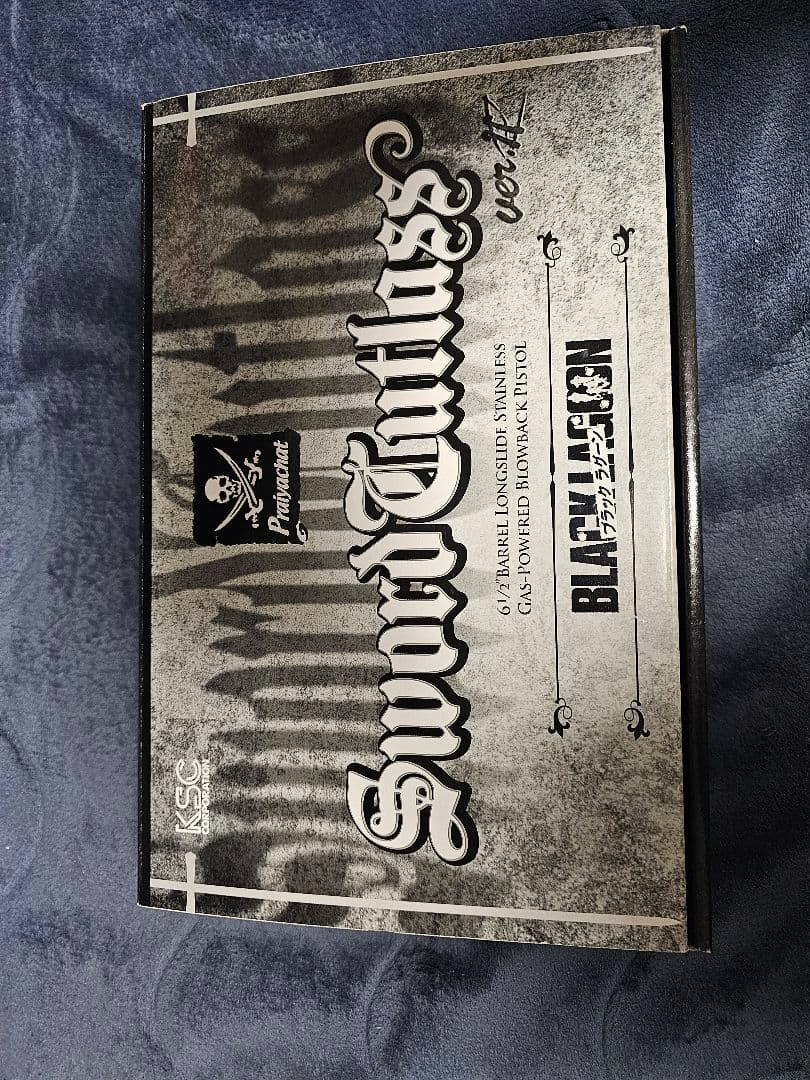 KSC
CORPORATION
Praiyachat
Sword Cutlass
ver.HR
6 1/2" BARREL LONGSLIDE STAINLESS
GAS-POWERED BLOWBACK PISTOL
BLACK LAGOON
ブラック ラグーン